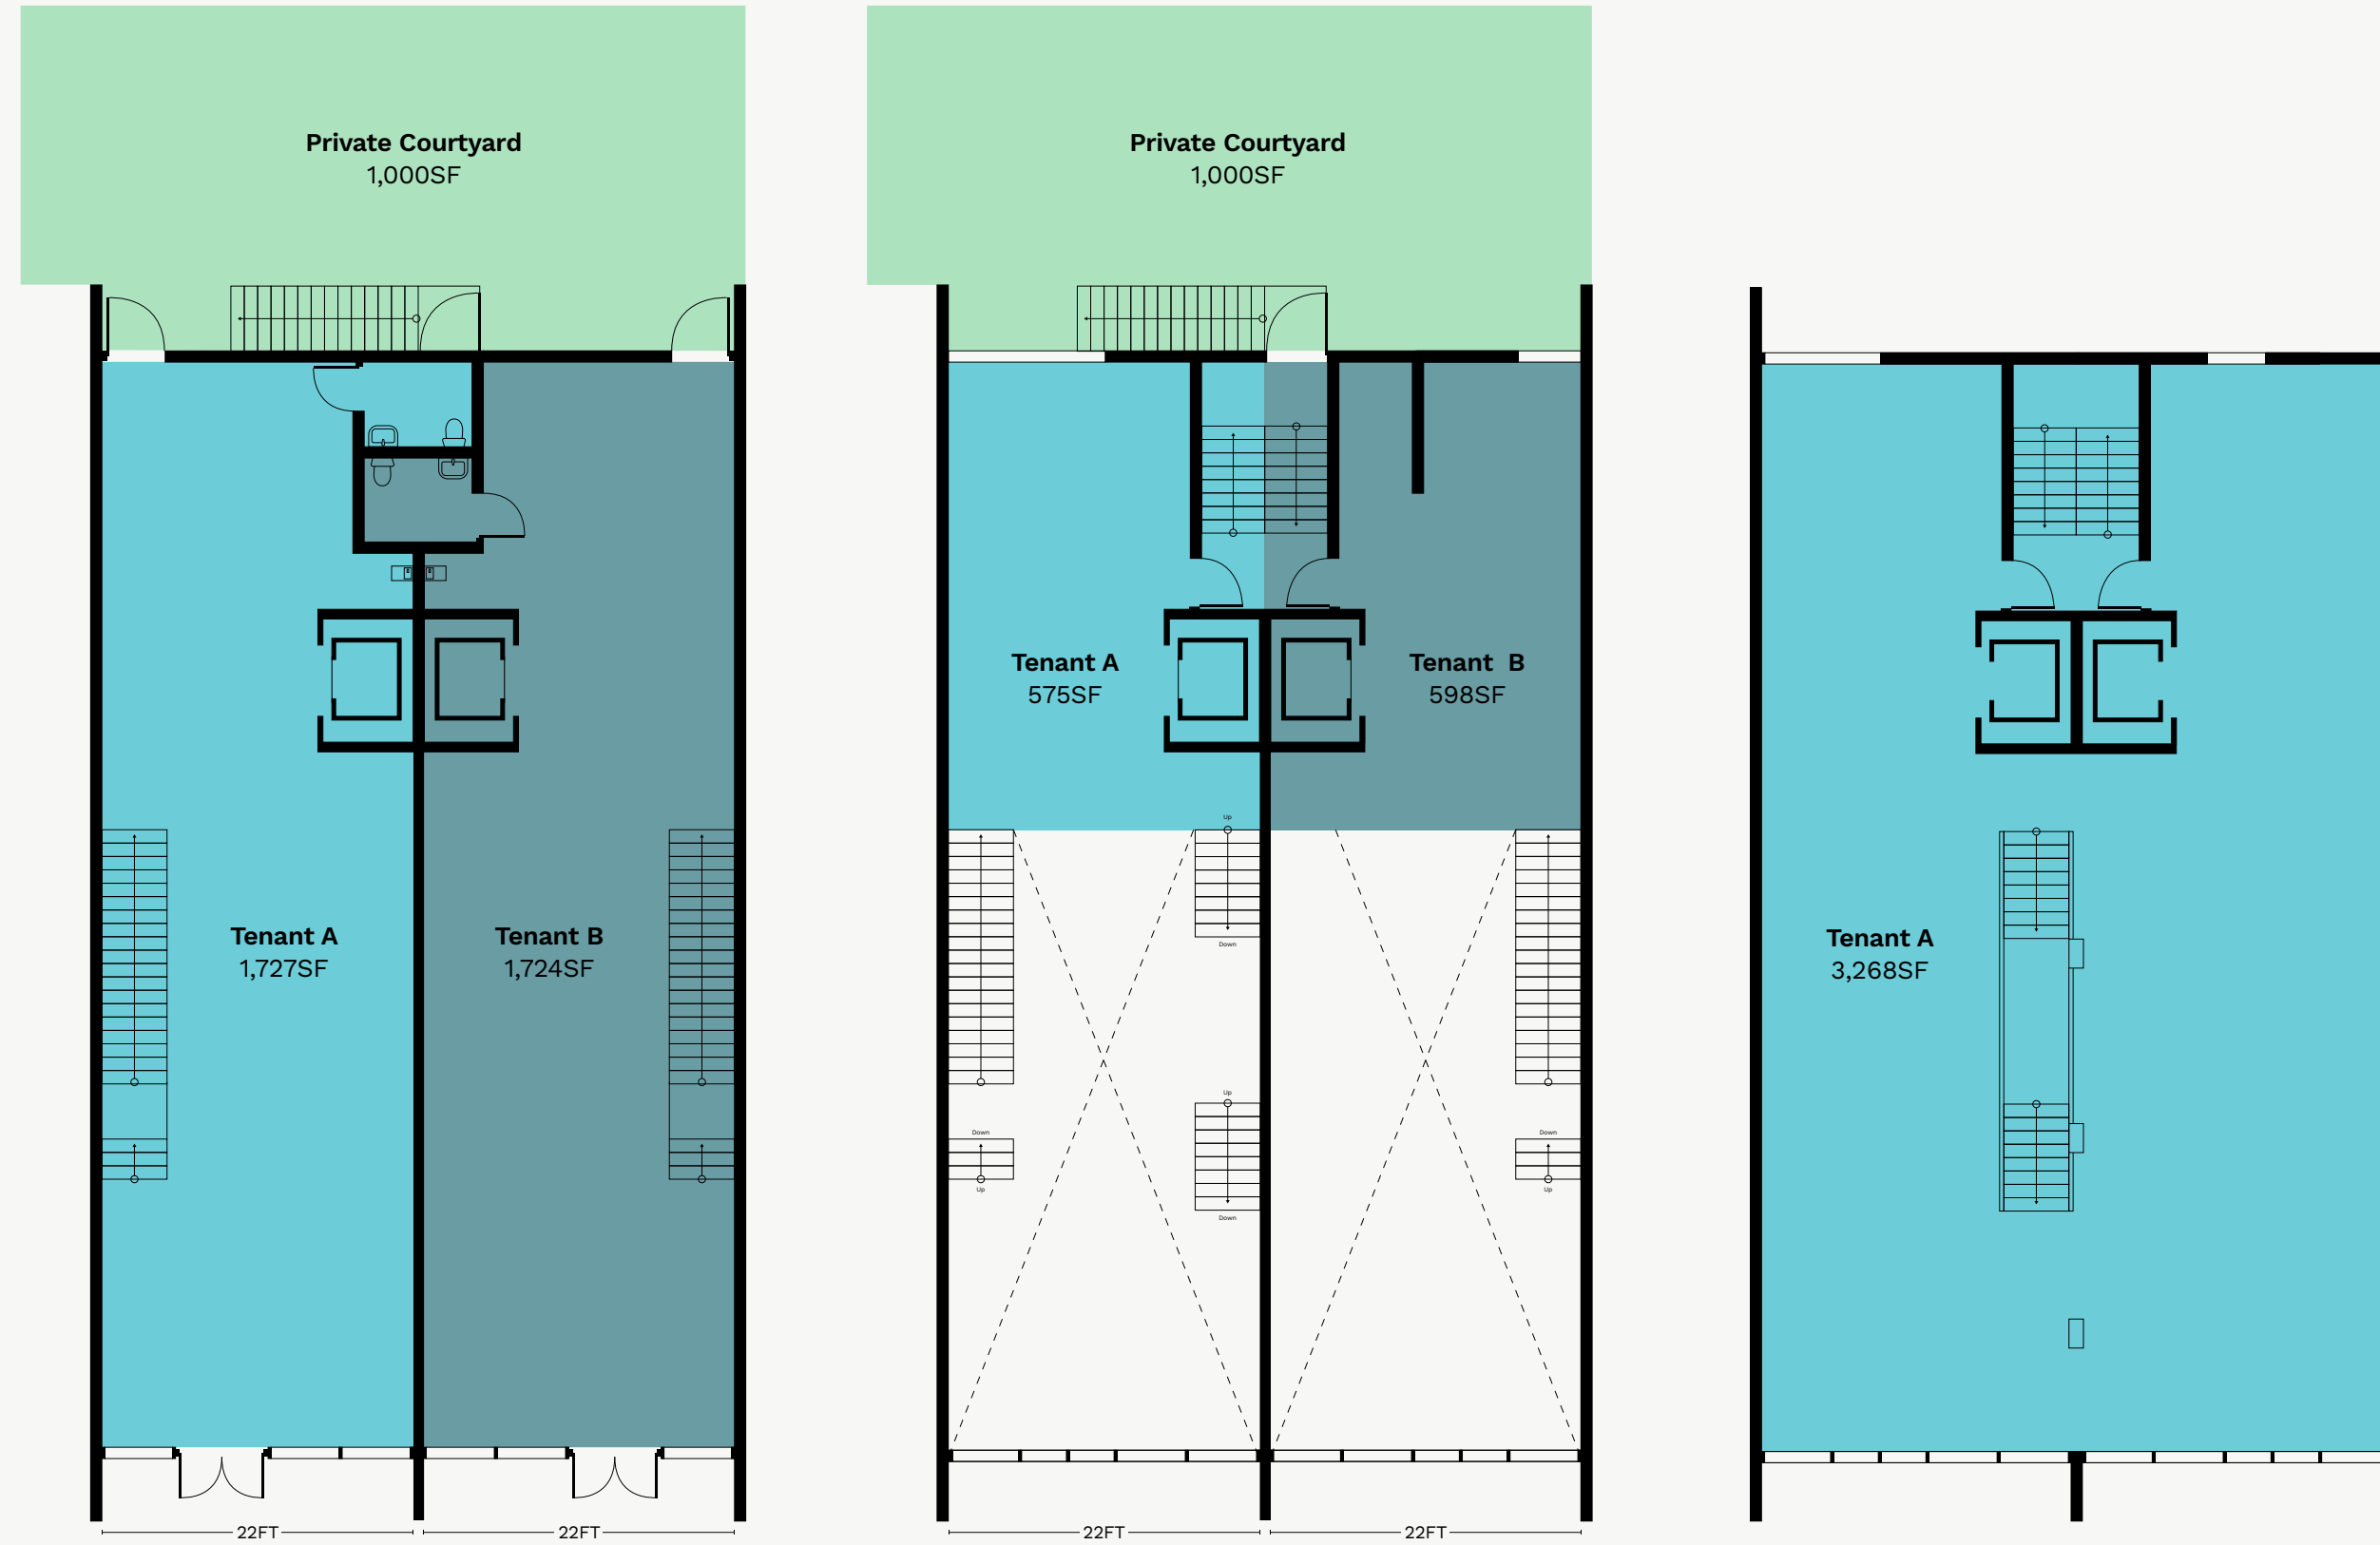 Private Courtyard
1,000SF
Tenant A
1,727SF
Tenant B
1,724SF
22FT
22FT
Private Courtyard
1,000SF
Tenant A
575SF
Tenant  B
598SF
Up
Down
Up
Down
Down
Up
Down
Up
22FT
22FT
Tenant A
3,268SF